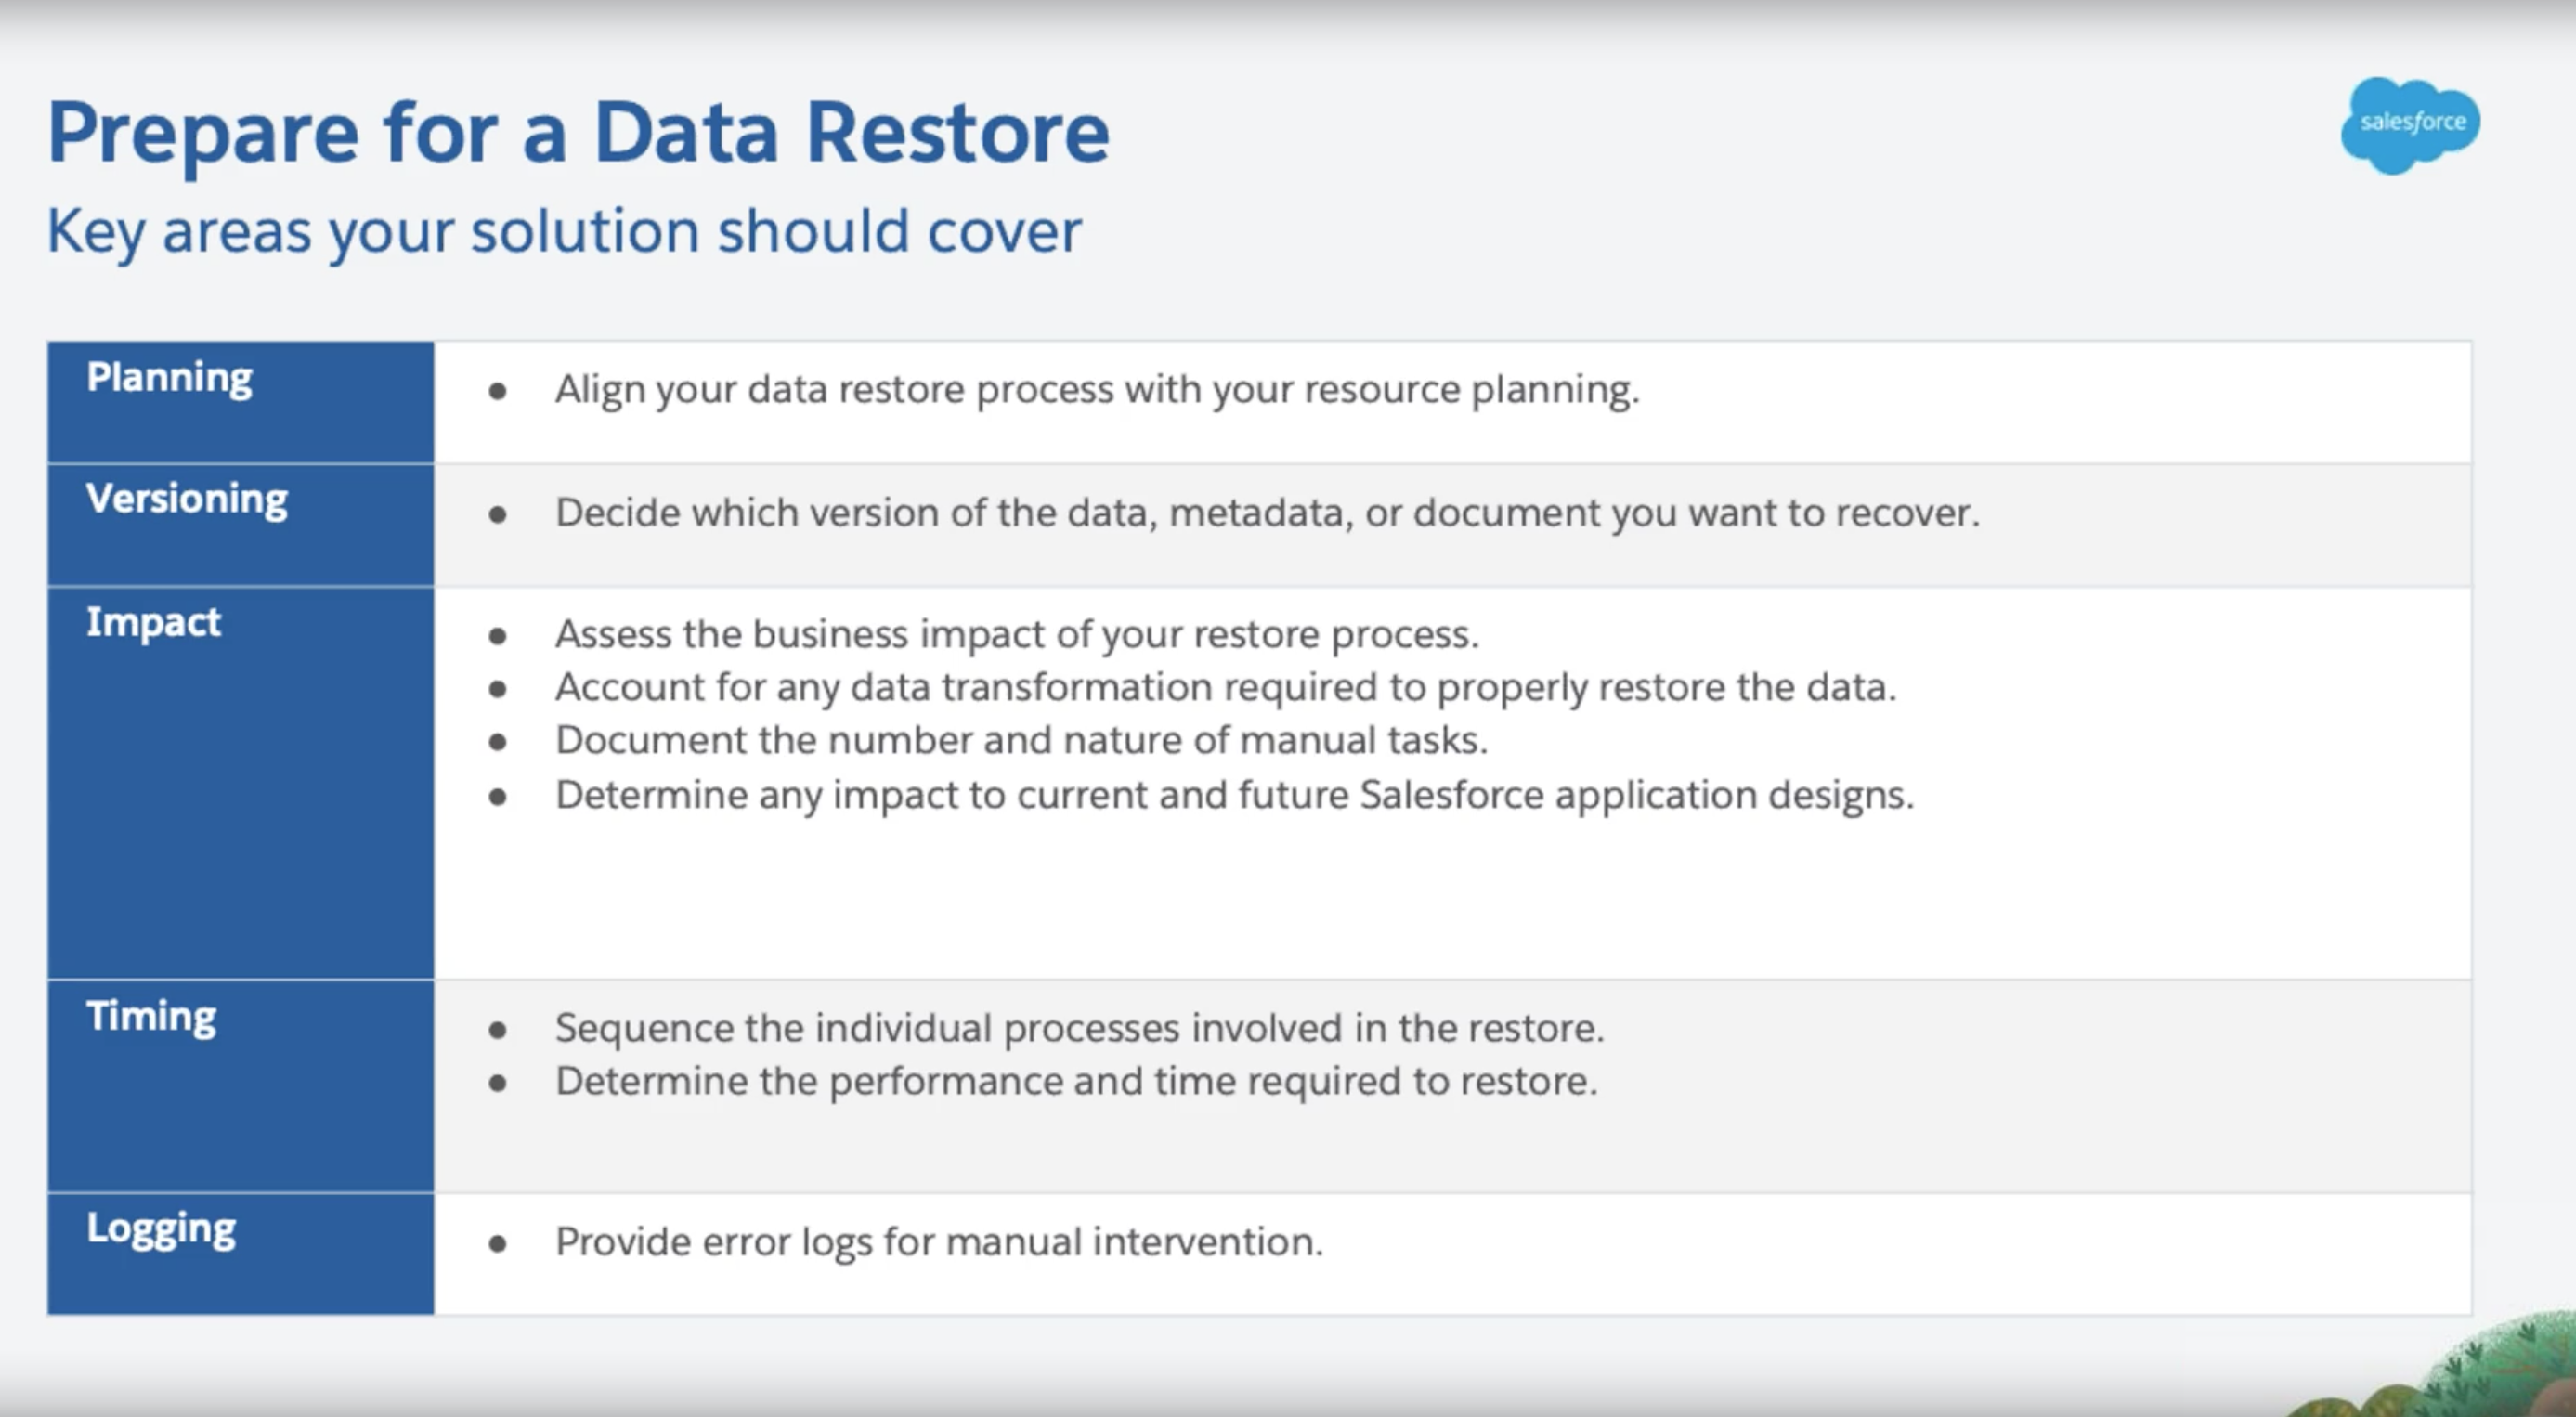 Prepare for a Data Restore
salesforce
Key areas your solution should cover
Planning
Align your data restore process with your resource planning.
Versioning
Decide which version of the data, metadata, or document you want to recover.
Impact
Assess the business impact of your restore process.
Account for any data transformation required to properly restore the data.
Document the number and nature of manual tasks.
Determine any impact to current and future Salesforce application designs.
Timing
Sequence the individual processes involved in the restore.
Determine the performance and time required to restore.
Logging
Provide error logs for manual intervention.